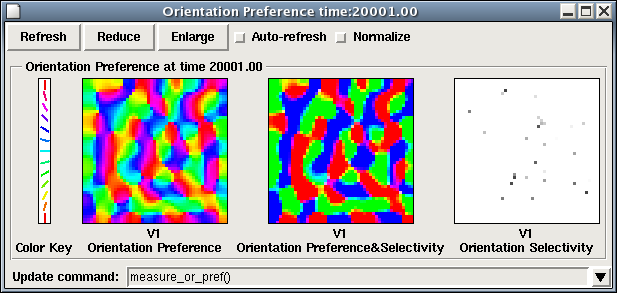 Orientation Preference time:20001.00
Refresh Reduce Enlarge Auto-refresh Normalize
Orientation Preference at time 20001.00
V1 V1 V1
Color Key Orientation Preference Orientation Preference&Selectivity Orientation Selectivity
Update command: measure_or_pref()